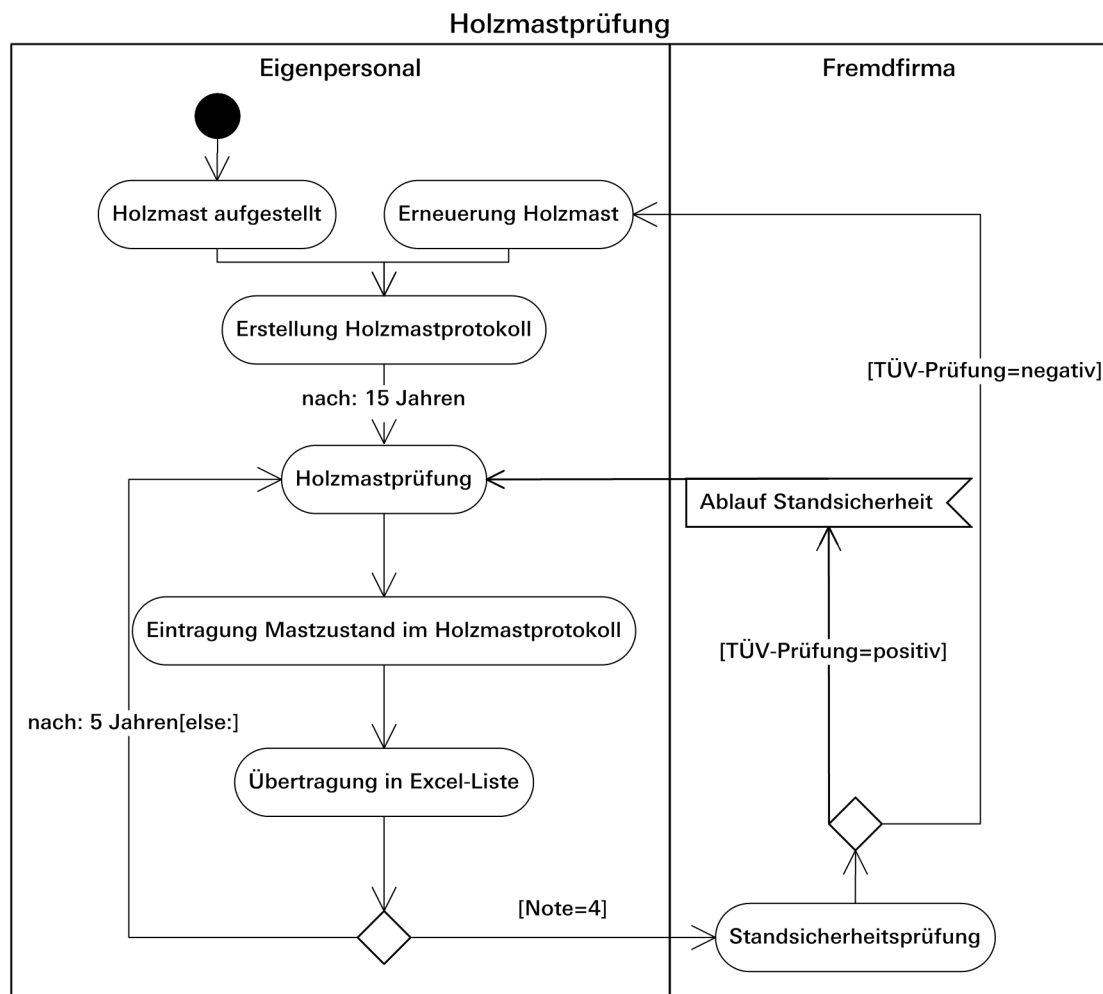 Holzmastprüfung
Eigenpersonal
Fremdfirma
Holzmast aufgestellt
Erneuerung Holzmast
Erstellung Holzmastprotokoll
[TÜV-Prüfung=negativ]
nach: 15 Jahren
Holzmastprüfung
Ablauf Standsicherheit
Eintragung Mastzustand im Holzmastprotokoll
[TÜV-Prüfung=positiv]
nach: 5 Jahren[else:]
Übertragung in Excel-Liste
[Note=4]
Standsicherheitsprüfung